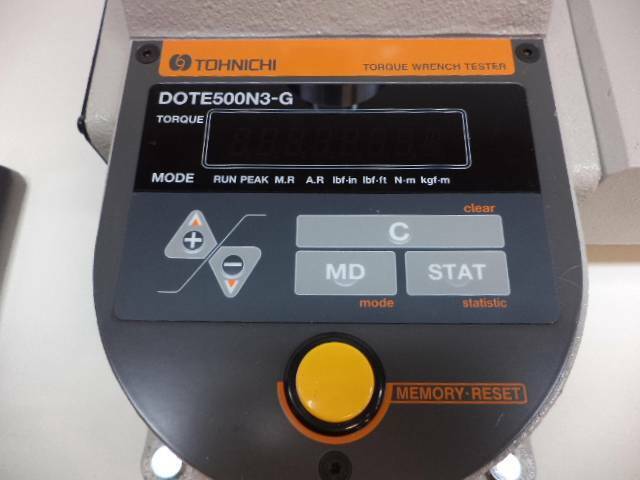 TOHNICHI TORQUE WRENCH TESTER
DOTE500N3-G
TORQUE
MODE RUN PEAK M.R A.R lbf-in lbf-ft N-m kgf-m
clear
+ C
- MD STAT
mode statistic
MEMORY·RESET